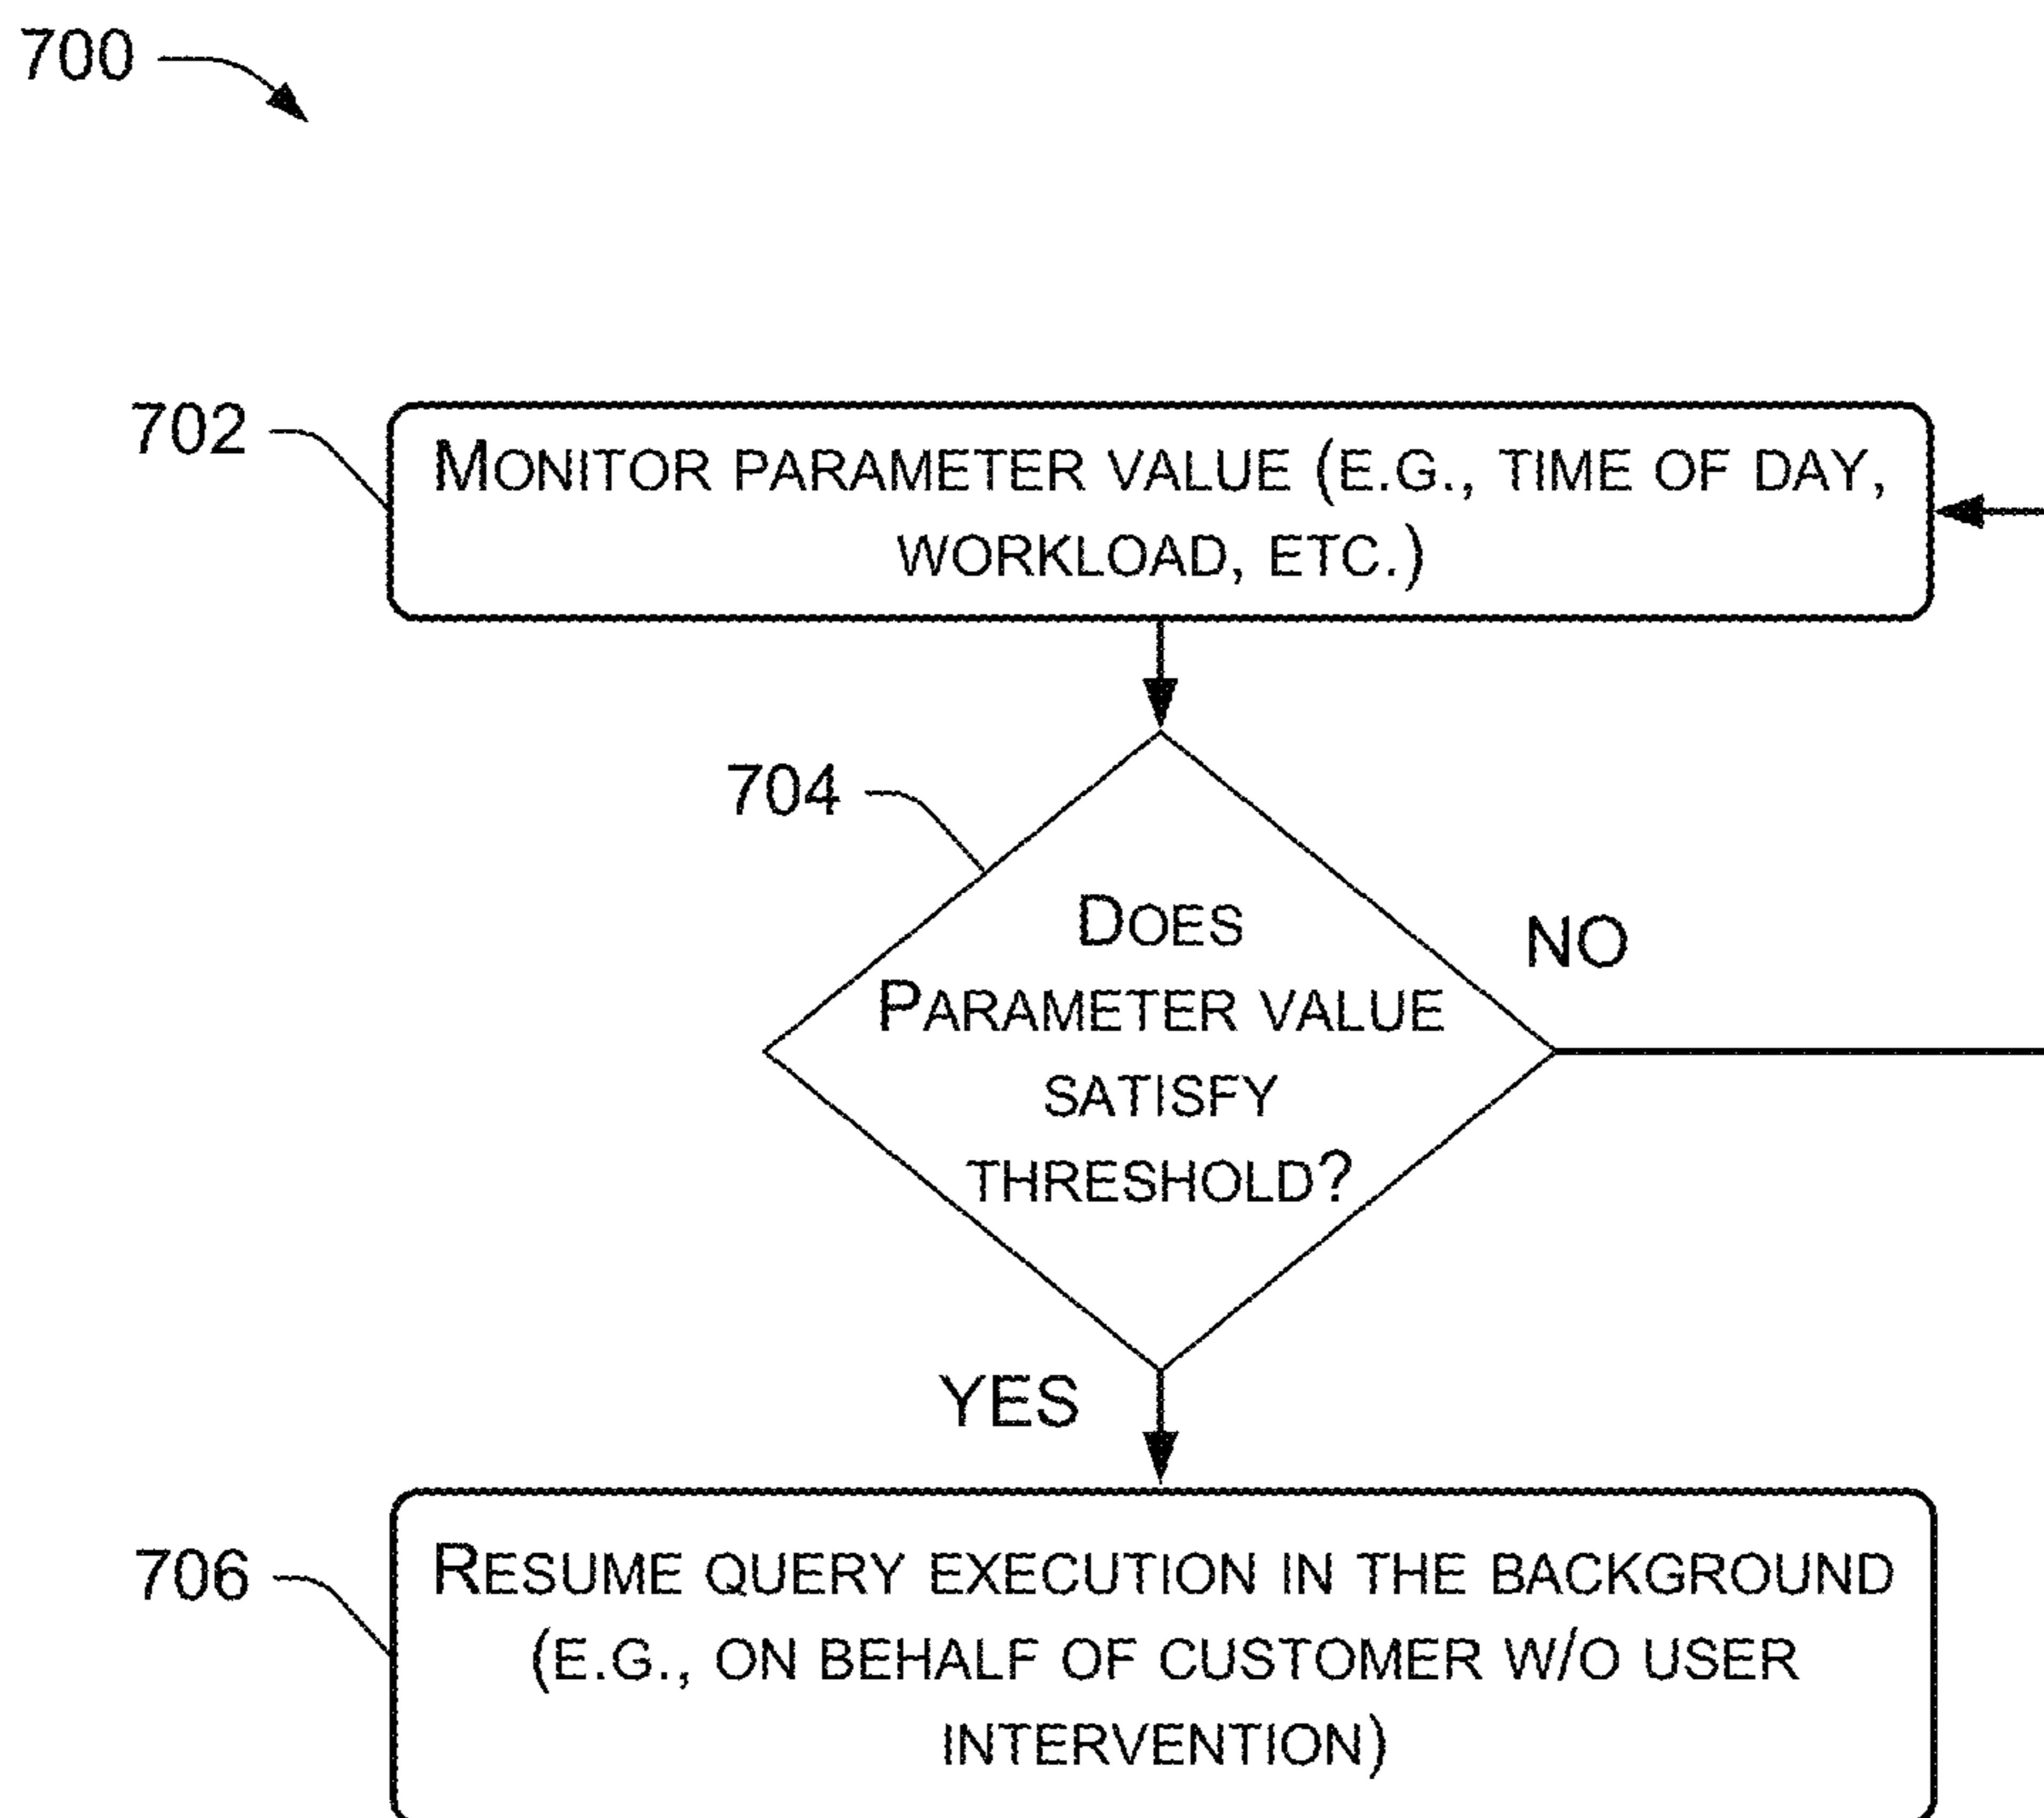 700
702
MONITOR PARAMETER VALUE (E.G., TIME OF DAY,
WORKLOAD, ETC.)
704
DOES
PARAMETER VALUE
SATISFY
THRESHOLD?
NO
YES
706
RESUME QUERY EXECUTION IN THE BACKGROUND
(E.G., ON BEHALF OF CUSTOMER W/O USER
INTERVENTION)